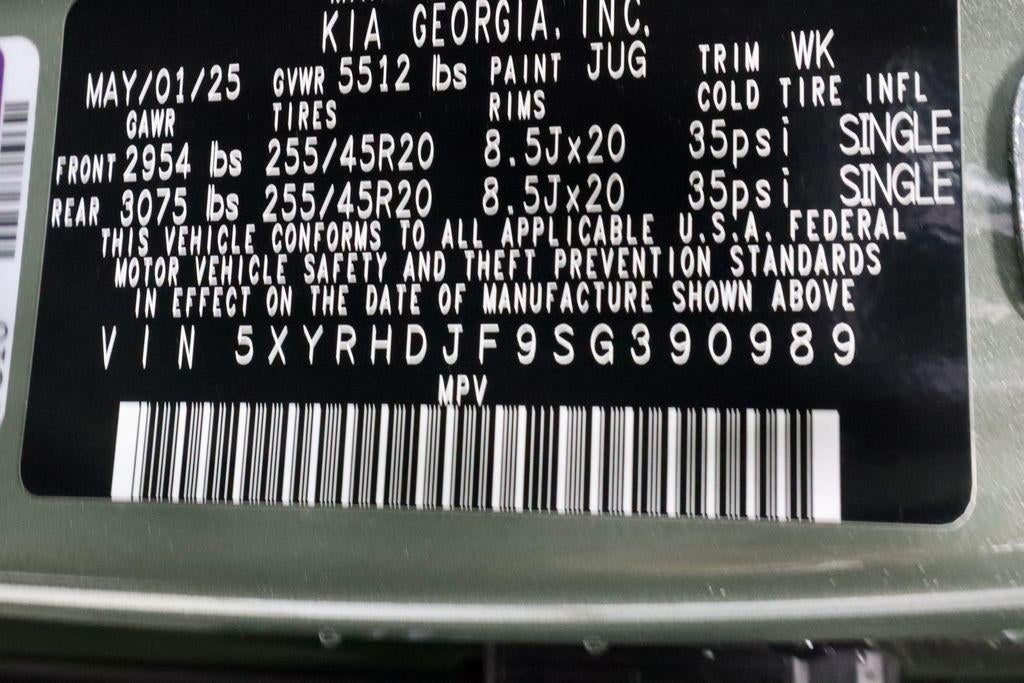 KIA GEORGIA, INC.
MAY/01/25 GVWR 5512 lbs PAINT JUG TRIM WK
GAWR TIRES RIMS COLD TIRE INFL
FRONT 2954 lbs 255/45R20 8.5Jx20 35psi SINGLE
REAR 3075 lbs 255/45R20 8.5Jx20 35psi SINGLE
THIS VEHICLE CONFORMS TO ALL APPLICABLE U.S.A. FEDERAL
MOTOR VEHICLE SAFETY AND THEFT PREVENTION STANDARDS
IN EFFECT ON THE DATE OF MANUFACTURE SHOWN ABOVE
VIN 5XYRHDJF9SG390989
MPV